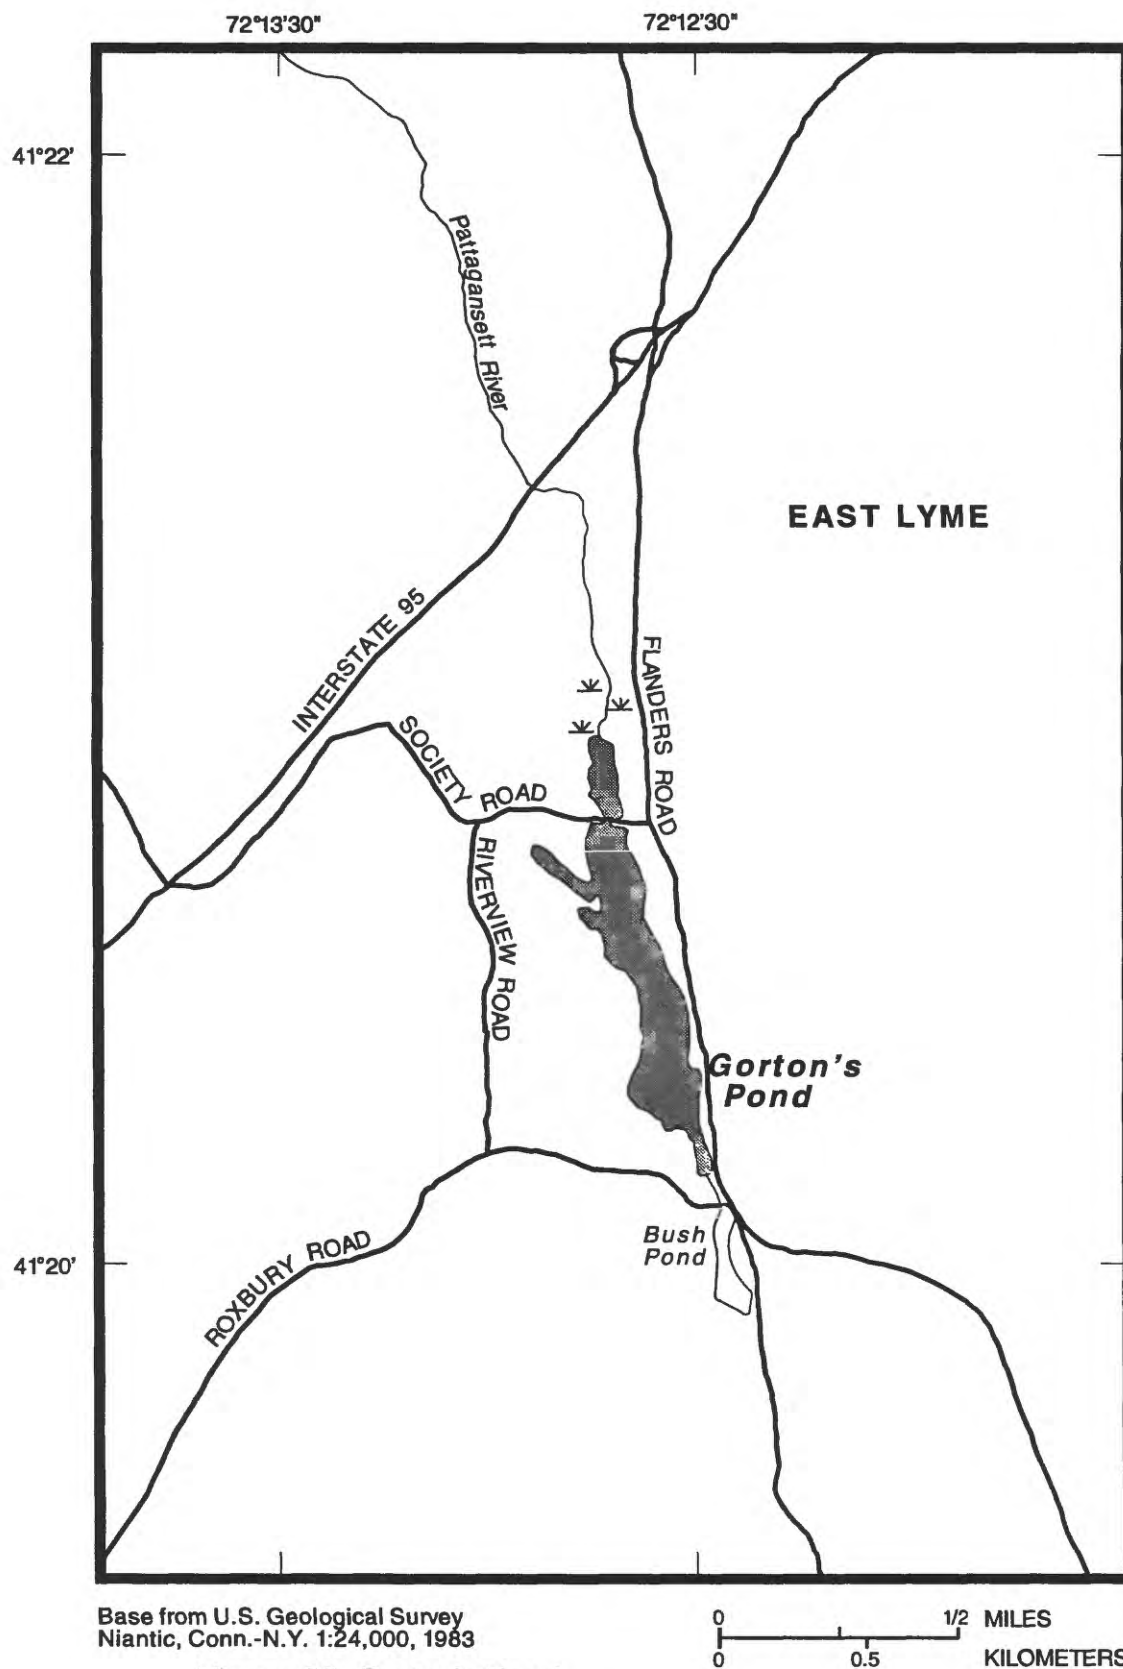 72°13'30" 72°12'30"
41°22'
Pattagansett River
EAST LYME
INTERSTATE 95
FLANDERS ROAD
SOCIETY ROAD
RIVERVIEW ROAD
Gorton's
Pond
Bush
Pond
41°20'
ROXBURY ROAD
Base from U.S. Geological Survey
Niantic, Conn.-N.Y. 1:24,000, 1983
0 1/2 MILES
0 0.5 KILOMETERS